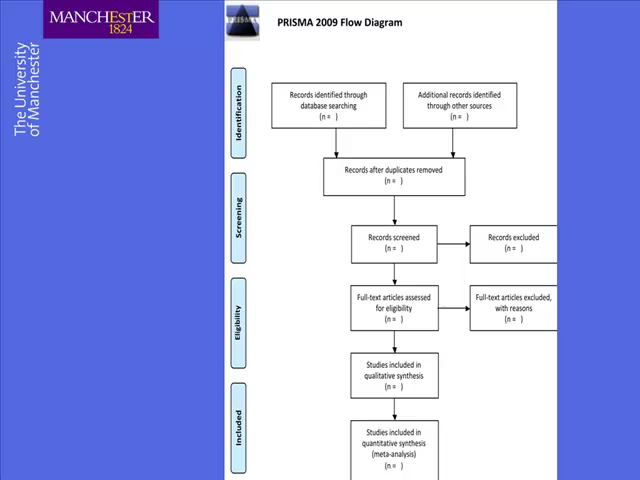 MANCHESTER
1824
The University
of Manchester
PRISMA
PRISMA 2009 Flow Diagram
Identification
Records identified through
database searching
(n = )
Additional records identified
through other sources
(n = )
Records after duplicates removed
(n = )
Screening
Records screened
(n = )
Records excluded
(n = )
Eligibility
Full-text articles assessed
for eligibility
(n = )
Full-text articles excluded,
with reasons
(n = )
Studies included in
qualitative synthesis
(n = )
Included
Studies included in
quantitative synthesis
(meta-analysis)
(n = )